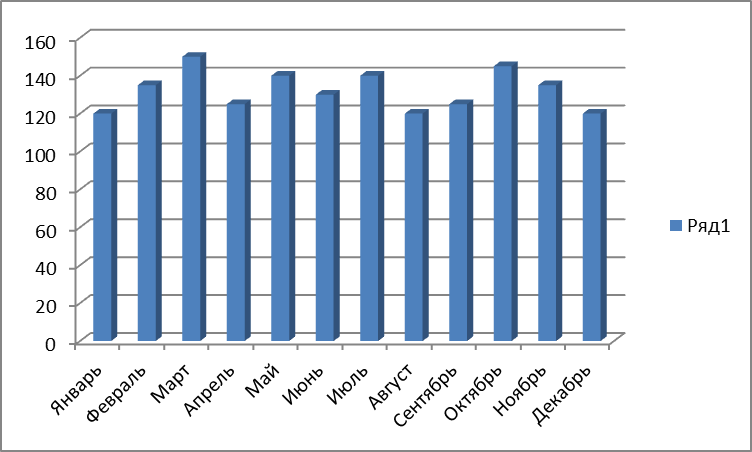 160
140
120
100
80
60
40
20
0
Январь
Февраль
Март
Апрель
Май
Июнь
Июль
Август
Сентябрь
Октябрь
Ноябрь
Декабрь
Ряд1